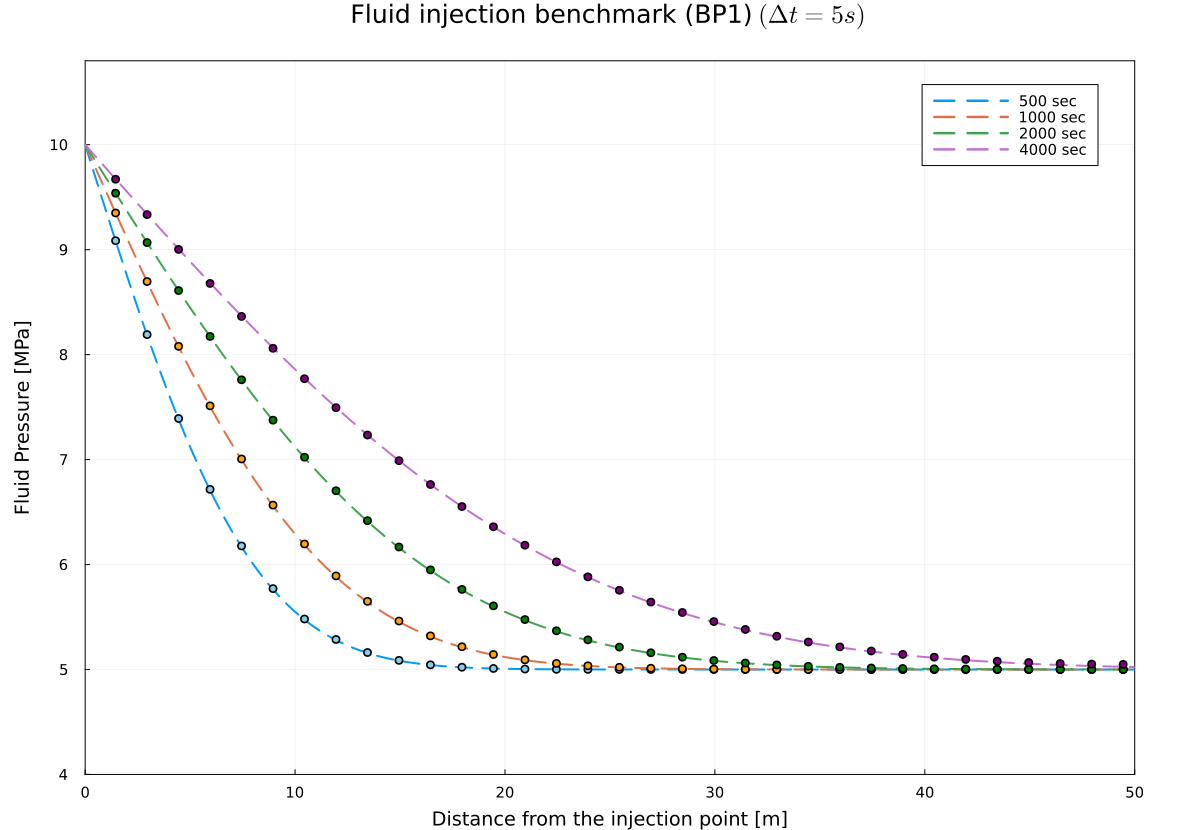 Fluid injection benchmark (BP1) (Δt = 5s)
500 sec
1000 sec
2000 sec
4000 sec
10
9
8
7
6
5
4
Fluid Pressure [MPa]
0 10 20 30 40 50
Distance from the injection point [m]